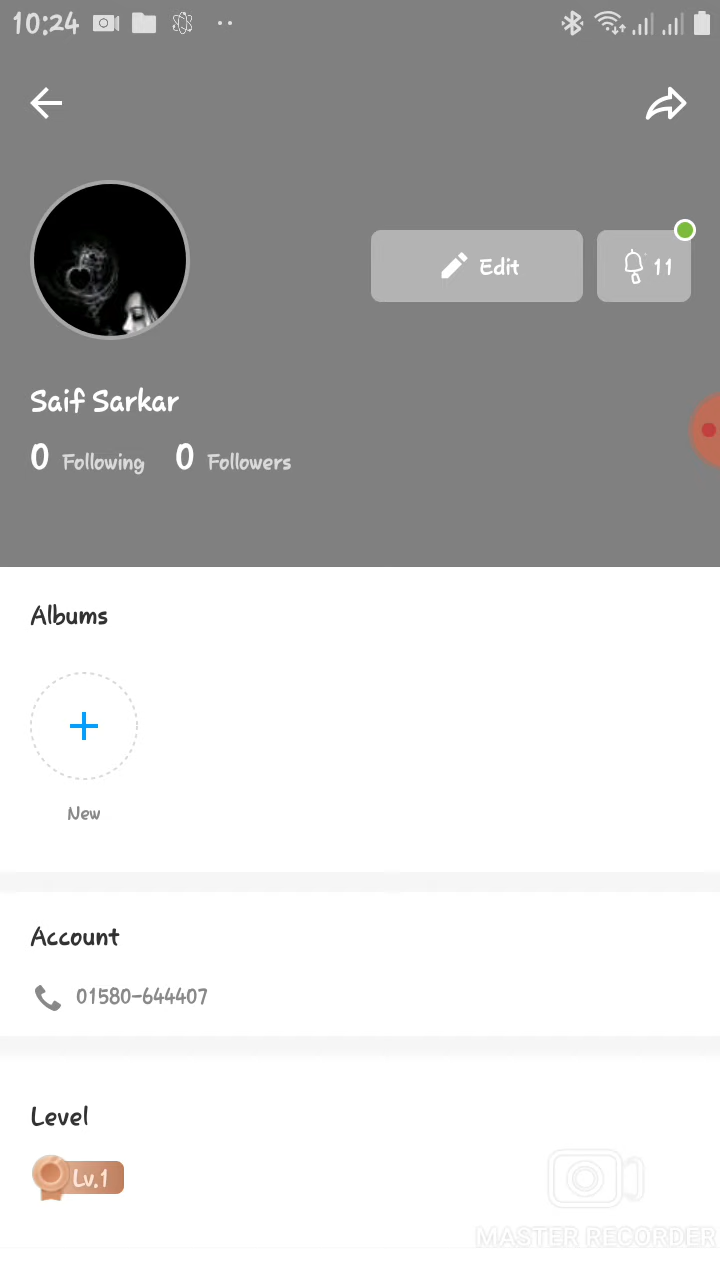 10:24
Edit
11
Saif Sarkar
0 Following 0 Followers
Albums
New
Account
01580-644407
Level
Lv.1
MASTER RECORDER